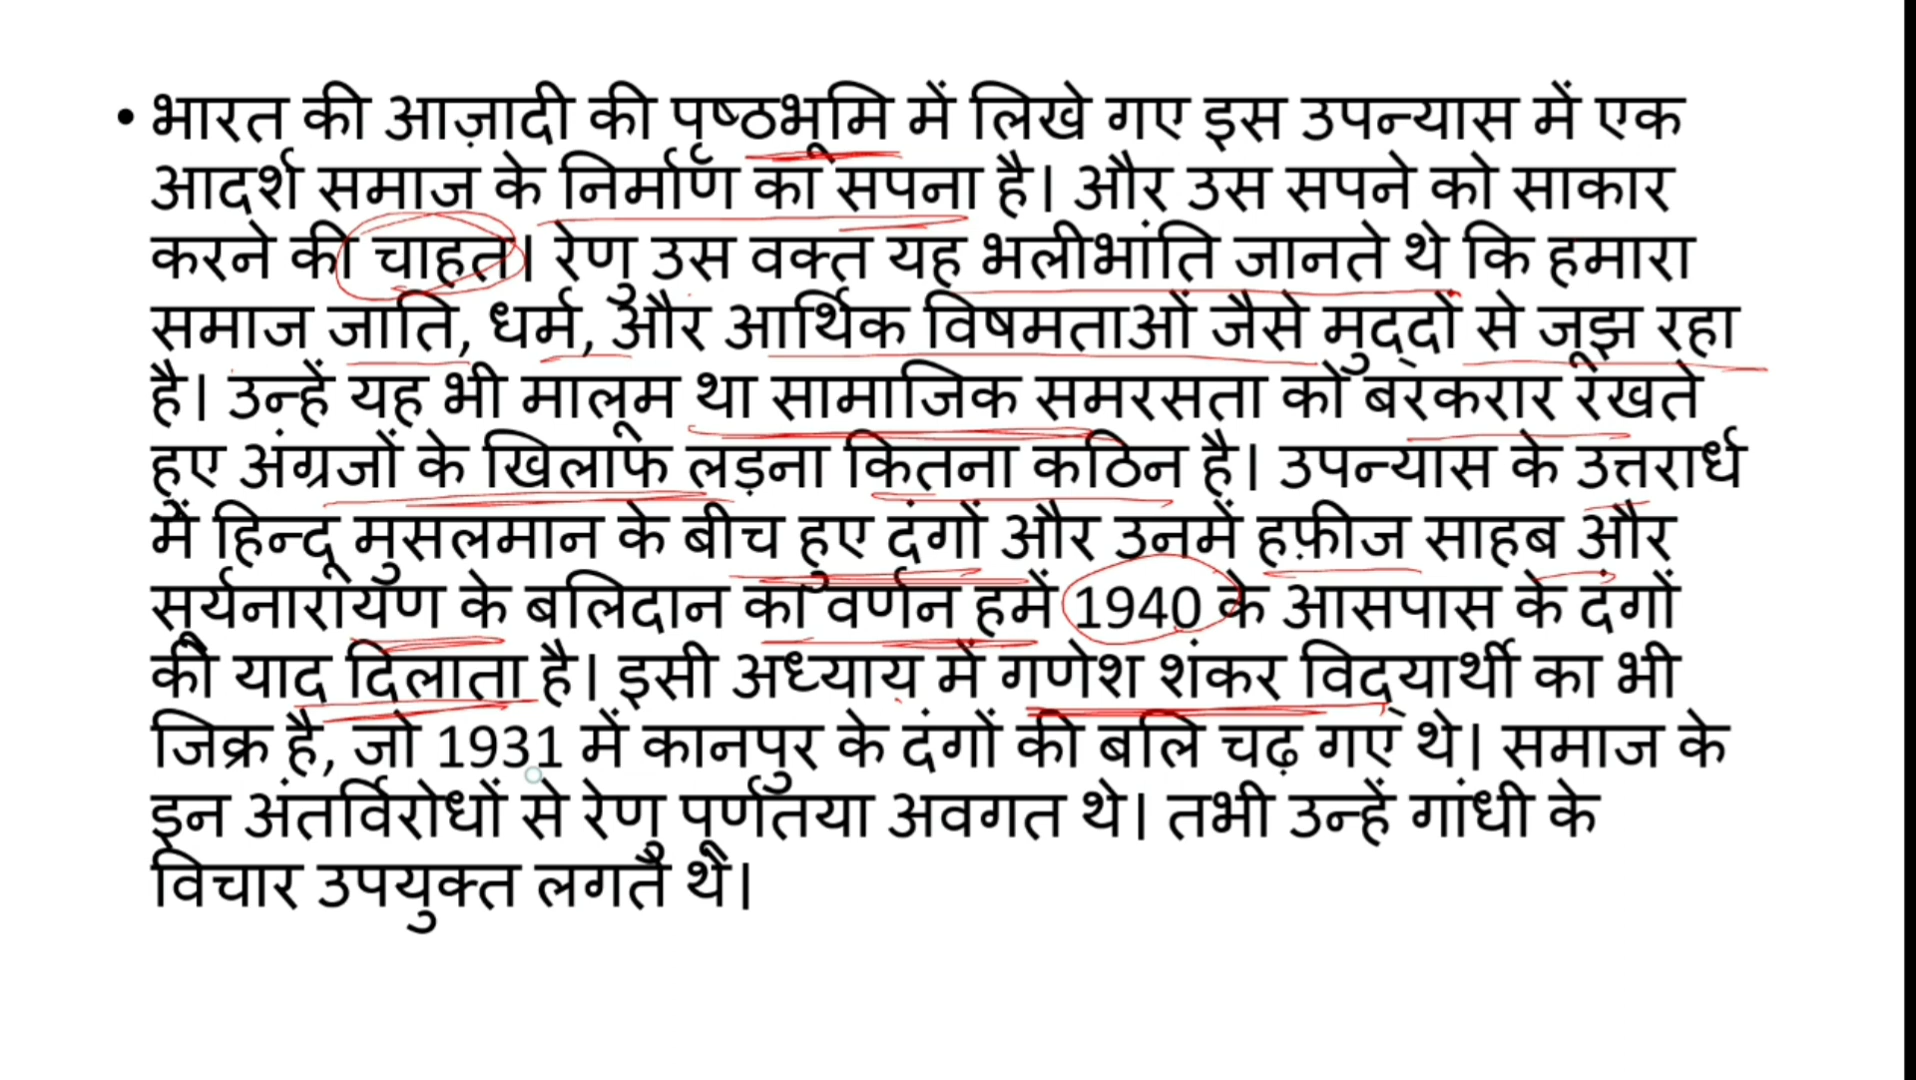 • भारत की आज़ादी की पृष्ठभूमि में लिखे गए इस उपन्यास में एक
आदर्श समाज के निर्माण का सपना है। और उस सपने को साकार
करने की चाहत। रेणु उस वक्त यह भलीभांति जानते थे कि हमारा
समाज जाति, धर्म, और आर्थिक विषमताओं जैसे मुद्दों से जूझ रहा
है। उन्हें यह भी मालूम था सामाजिक समरसता को बरकरार रखते
हुए अंग्रजों के खिलाफ लड़ना कितना कठिन है। उपन्यास के उत्तरार्ध
में हिन्दू मुसलमान के बीच हुए दंगों और उनमें हफ़ीज साहब और
सूर्यनारायण के बलिदान का वर्णन हमें 1940 के आसपास के दंगों
की याद दिलाता है। इसी अध्याय में गणेश शंकर विद्यार्थी का भी
जिक्र है, जो 1931 में कानपुर के दंगों की बलि चढ़ गए थे। समाज के
इन अंतर्विरोधों से रेणु पूर्णतया अवगत थे। तभी उन्हें गांधी के
विचार उपयुक्त लगते थे।